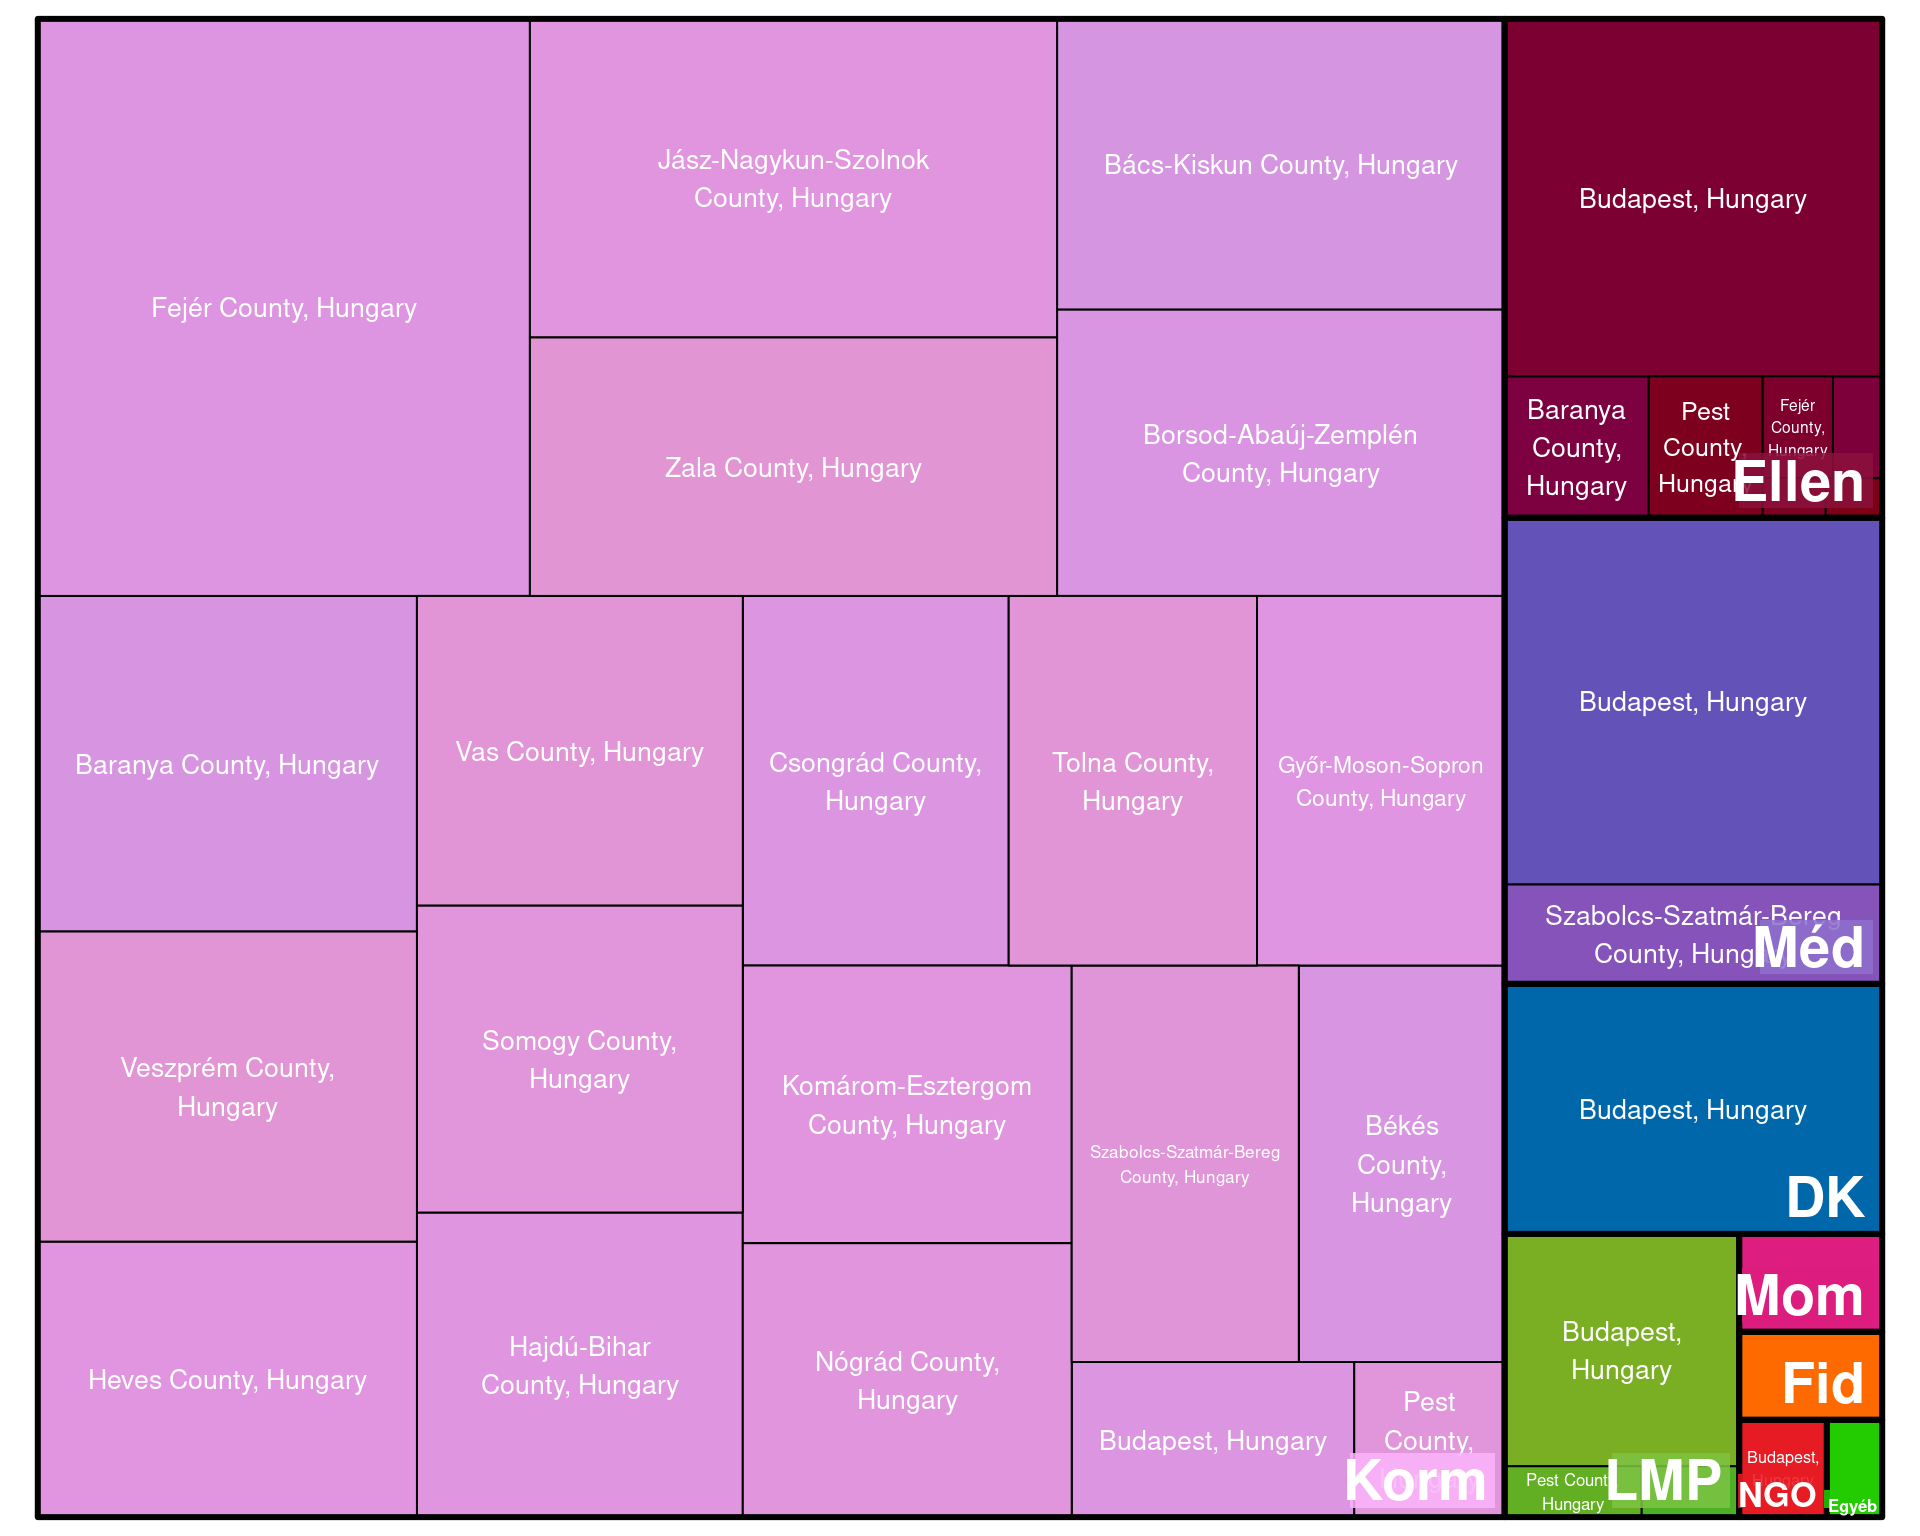 Fejér County, Hungary
Jász-Nagykun-Szolnok
County, Hungary
Zala County, Hungary
Bács-Kiskun County, Hungary
Borsod-Abaúj-Zemplén
County, Hungary
Baranya County, Hungary
Veszprém County,
Hungary
Heves County, Hungary
Vas County, Hungary
Somogy County,
Hungary
Hajdú-Bihar
County, Hungary
Csongrád County,
Hungary
Tolna County,
Hungary
Győr-Moson-Sopron
County, Hungary
Komárom-Esztergom
County, Hungary
Nógrád County,
Hungary
Szabolcs-Szatmár-Bereg
County, Hungary
Békés
County,
Hungary
Budapest, Hungary
Pest
County,
Korm
Budapest, Hungary
Baranya
County,
Hungary
Pest
County,
Hungary
Fejér
County,
Hungary
Ellen
Budapest, Hungary
Szabolcs-Szatmár-Bereg
County, Hung
Méd
Budapest, Hungary
DK
Budapest,
Hungary
Pest County,
Hungary
LMP
Mom
Fid
Budapest,
Hungary
NGO
Egyéb